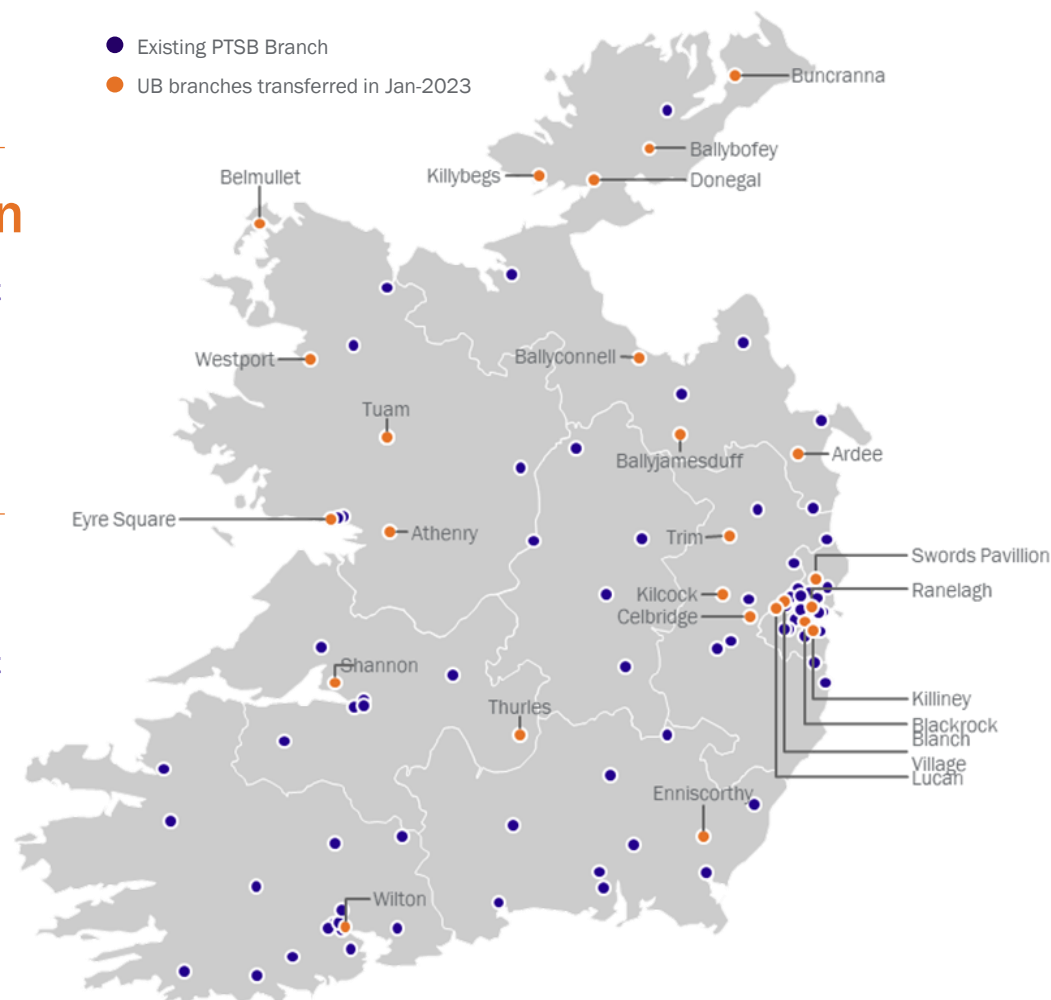 Existing PTSB Branch
UB branches transferred in Jan-2023
n
Buncranna
Ballybofey
Killybegs
Donegal
Belmullet
Westport
Ballyconnell
Tuam
Ballyjamesduff
Ardee
Eyre Square
Athenry
Trim
Swords Pavillion
Kilcock
Ranelagh
Celbridge
Shannon
Thurles
Killiney
Blackrock
Blanch
Village
Lucan
Enniscorthy
Wilton